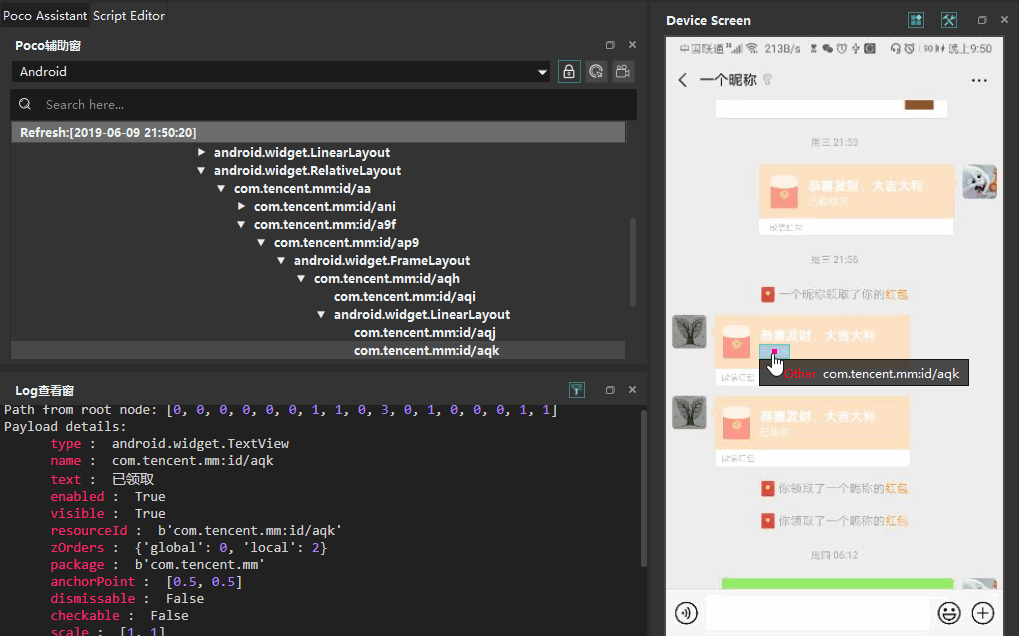 Poco Assistant Script Editor
Poco辅助窗
Android
Search here...
Refresh:[2019-06-09 21:50:20]
android.widget.LinearLayout
android.widget.RelativeLayout
com.tencent.mm:id/aa
com.tencent.mm:id/ani
com.tencent.mm:id/a9f
com.tencent.mm:id/ap9
android.widget.FrameLayout
com.tencent.mm:id/aqh
com.tencent.mm:id/aqi
android.widget.LinearLayout
com.tencent.mm:id/aqj
com.tencent.mm:id/aqk
Log查看窗
Path from root node: [0, 0, 0, 0, 0, 0, 1, 1, 0, 3, 0, 1, 0, 0, 0, 1, 1]
Payload details:
type :  android.widget.TextView
name :  com.tencent.mm:id/aqk
text :  已领取
enabled :  True
visible :  True
resourceId :  b'com.tencent.mm:id/aqk'
zOrders :  {'global': 0, 'local': 2}
package :  b'com.tencent.mm'
anchorPoint :  [0.5, 0.5]
dismissable :  False
checkable :  False
scale :  [1, 1]
Device Screen
中国联通 213B/s 晚上9:50
一个昵称
周三 21:53
恭喜发财，大吉大利
微信红包
周三 21:56
一个昵称领取了你的红包
恭喜发财，大吉大利
微信红包
Other com.tencent.mm:id/aqk
恭喜发财，大吉大利
已领取
微信红包
你领取了一个昵称的红包
你领取了一个昵称的红包
周四 06:12